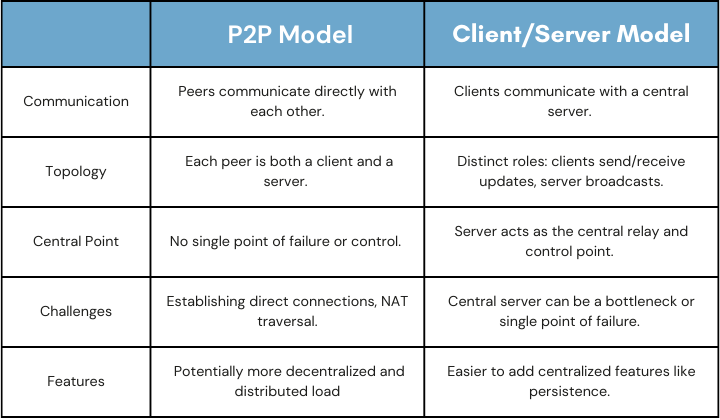 P2P Model
Client/Server Model
Communication
Peers communicate directly with
each other.
Clients communicate with a central
server.
Topology
Each peer is both a client and a
server.
Distinct roles: clients send/receive
updates, server broadcasts.
Central Point
No single point of failure or control.
Server acts as the central relay and
control point.
Challenges
Establishing direct connections, NAT
traversal.
Central server can be a bottleneck or
single point of failure.
Features
Potentially more decentralized and
distributed load
Easier to add centralized features like
persistence.